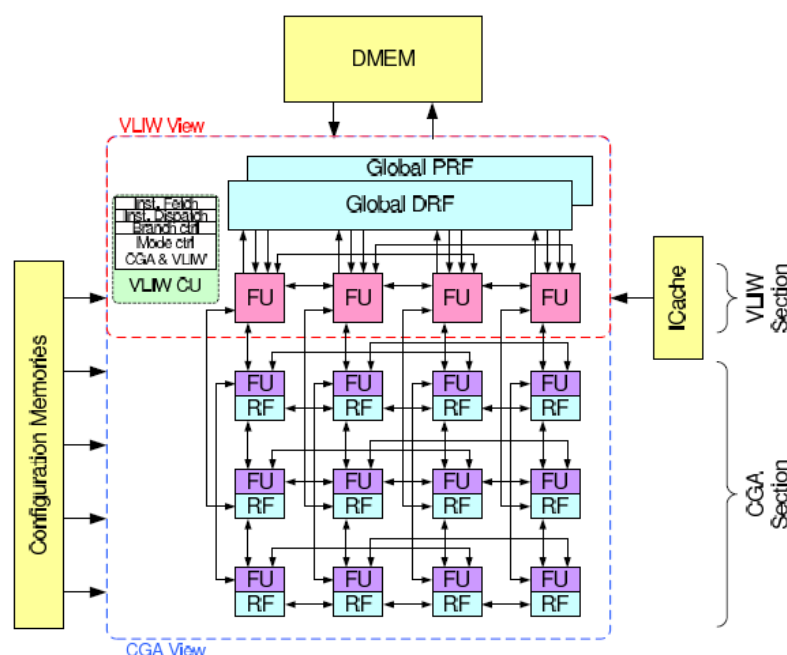 DMEM
VLIW View
Global PRF
Global DRF
Inst. Fetch
Inst. Dispatch
Branch ctrl
Mode ctrl
CGA & VLIW
VLIW CU
FU
FU
FU
FU
ICache
VLIW
Section
Configuration Memories
FU
FU
FU
FU
RF
RF
RF
RF
FU
FU
FU
FU
RF
RF
RF
RF
CGA
Section
FU
FU
FU
FU
RF
RF
RF
RF
CGA View